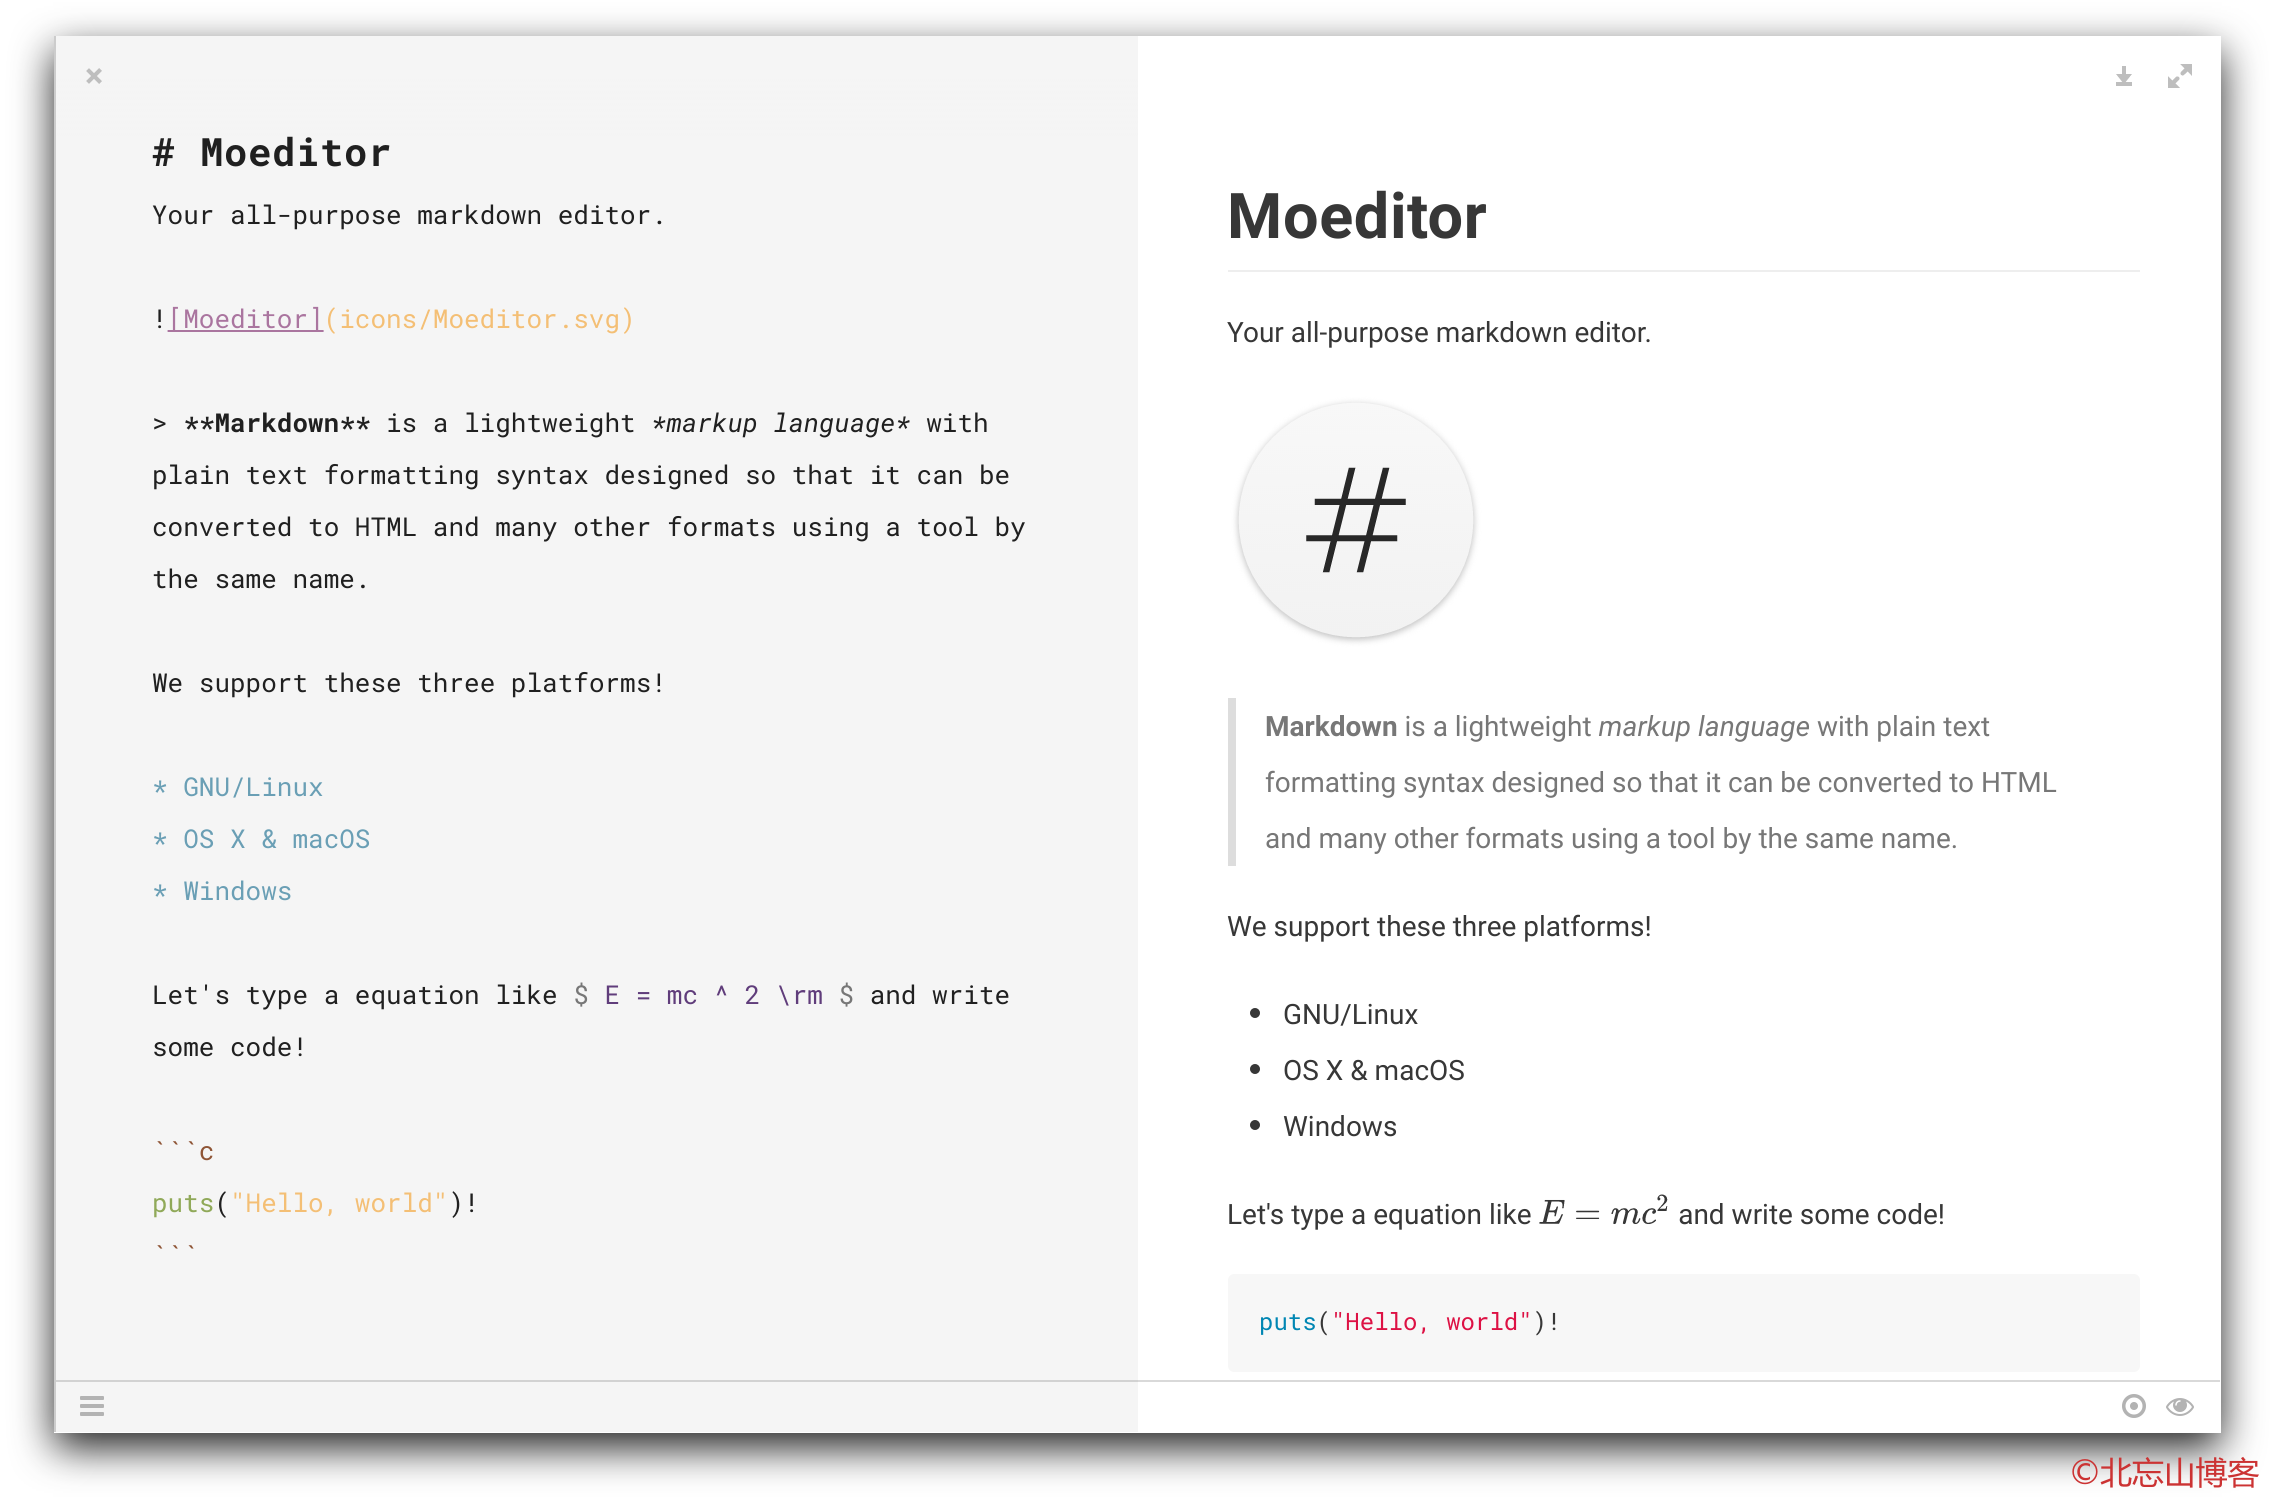 # Moeditor
Your all-purpose markdown editor.
![Moeditor](icons/Moeditor.svg)
> **Markdown** is a lightweight *markup language* with
plain text formatting syntax designed so that it can be
converted to HTML and many other formats using a tool by
the same name.
We support these three platforms!
* GNU/Linux
* OS X & macOS
* Windows
Let's type a equation like $ E = mc ^ 2 \rm $ and write
some code!
```c
puts("Hello, world")!
```
Moeditor
Your all-purpose markdown editor.
#
Markdown is a lightweight markup language with plain text
formatting syntax designed so that it can be converted to HTML
and many other formats using a tool by the same name.
We support these three platforms!
• GNU/Linux
• OS X & macOS
• Windows
Let's type a equation like E = mc² and write some code!
puts("Hello, world")!
©北忘山博客